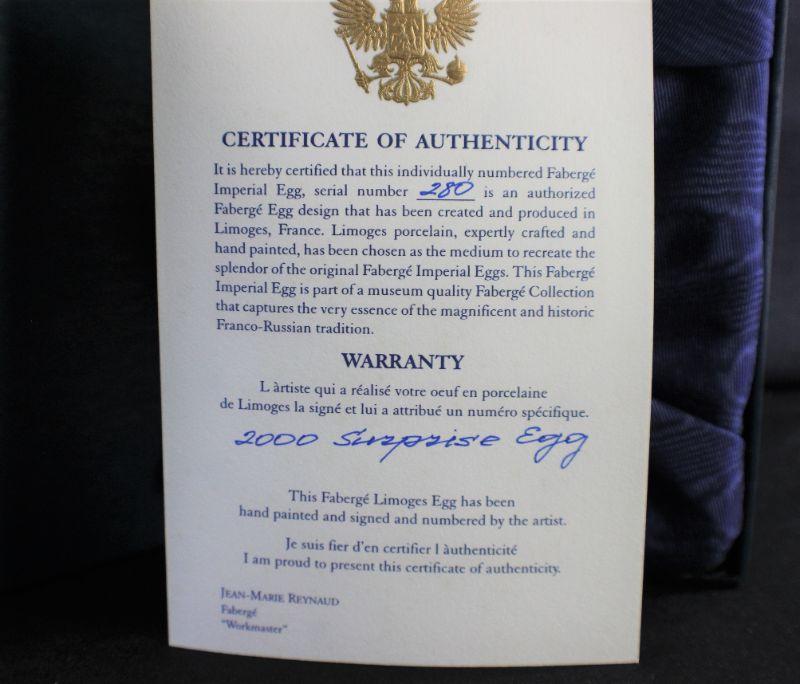 CERTIFICATE OF AUTHENTICITY
It is hereby certified that this individually numbered Fabergé
Imperial Egg, serial number 280 is an authorized
Fabergé Egg design that has been created and produced in
Limoges, France. Limoges porcelain, expertly crafted and
hand painted, has been chosen as the medium to recreate the
splendor of the original Fabergé Imperial Eggs. This Fabergé
Imperial Egg is part of a museum quality Fabergé Collection
that captures the very essence of the magnificent and historic
Franco-Russian tradition.
WARRANTY
L àrtiste qui a réalisé votre oeuf en porcelaine
de Limoges la signé et lui a attribué un numéro spécifique.
2000 Surprise Egg
This Fabergé Limoges Egg has been
hand painted and signed and numbered by the artist.
Je suis fier d'en certifier l àuthenticité
I am proud to present this certificate of authenticity.
JEAN-MARIE REYNAUD
Fabergé
"Workmaster"